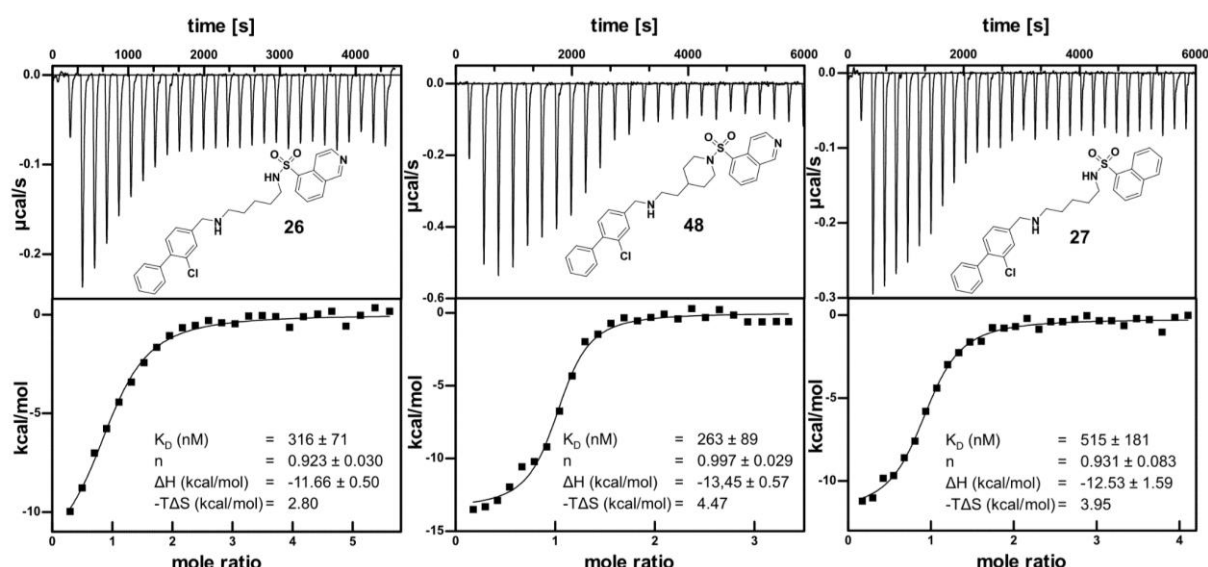 time [s]
0 1000 2000 3000 4000
0.0
-0.1
-0.2
µcal/s
O O
S
N
HN
N
H
Cl
26
0
-5
-10
kcal/mol
K_D (nM) = 316 ± 71
n = 0.923 ± 0.030
ΔH (kcal/mol) = -11.66 ± 0.50
-TΔS (kcal/mol) = 2.80
0 1 2 3 4 5
mole ratio
time [s]
0 2000 4000 6000
0.0
-0.2
-0.4
-0.6
µcal/s
O O
S
N
N
N
H
Cl
48
0
-5
-10
-15
kcal/mol
K_D (nM) = 263 ± 89
n = 0.997 ± 0.029
ΔH (kcal/mol) = -13,45 ± 0.57
-TΔS (kcal/mol) = 4.47
0 1 2 3
mole ratio
time [s]
0 2000 4000 6000
0.0
-0.1
-0.2
-0.3
µcal/s
O O
S
HN
N
H
Cl
27
0
-5
-10
kcal/mol
K_D (nM) = 515 ± 181
n = 0.931 ± 0.083
ΔH (kcal/mol) = -12.53 ± 1.59
-TΔS (kcal/mol) = 3.95
0 1 2 3 4
mole ratio